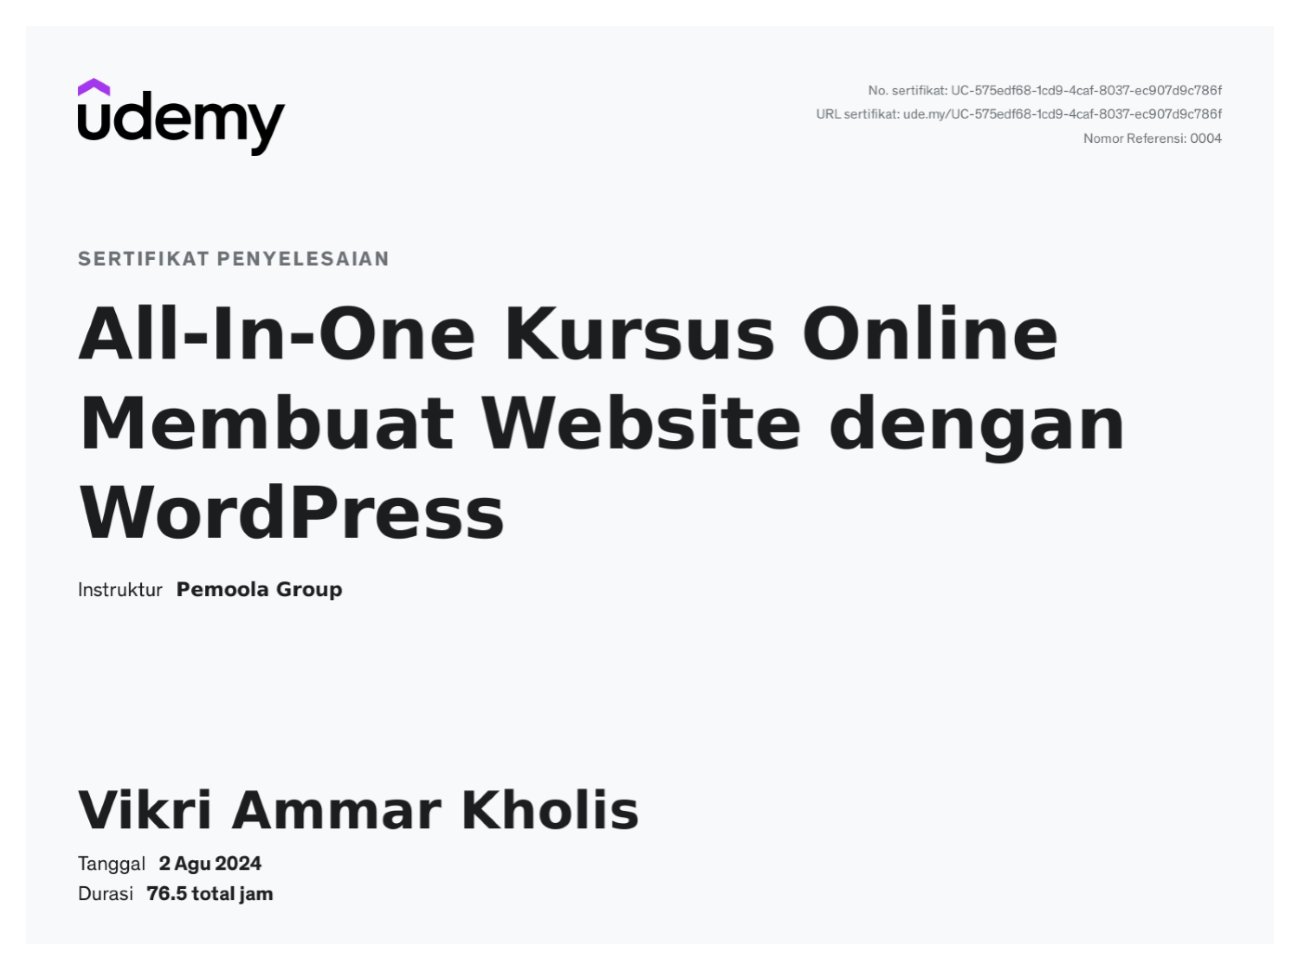 udemy
No. sertifikat: UC-575edf68-1cd9-4caf-8037-ec907d9c786f
URL sertifikat: ude.my/UC-575edf68-1cd9-4caf-8037-ec907d9c786f
Nomor Referensi: 0004
SERTIFIKAT PENYELESAIAN
All-In-One Kursus Online
Membuat Website dengan
WordPress
Instruktur Pemoola Group
Vikri Ammar Kholis
Tanggal 2 Agu 2024
Durasi 76.5 total jam